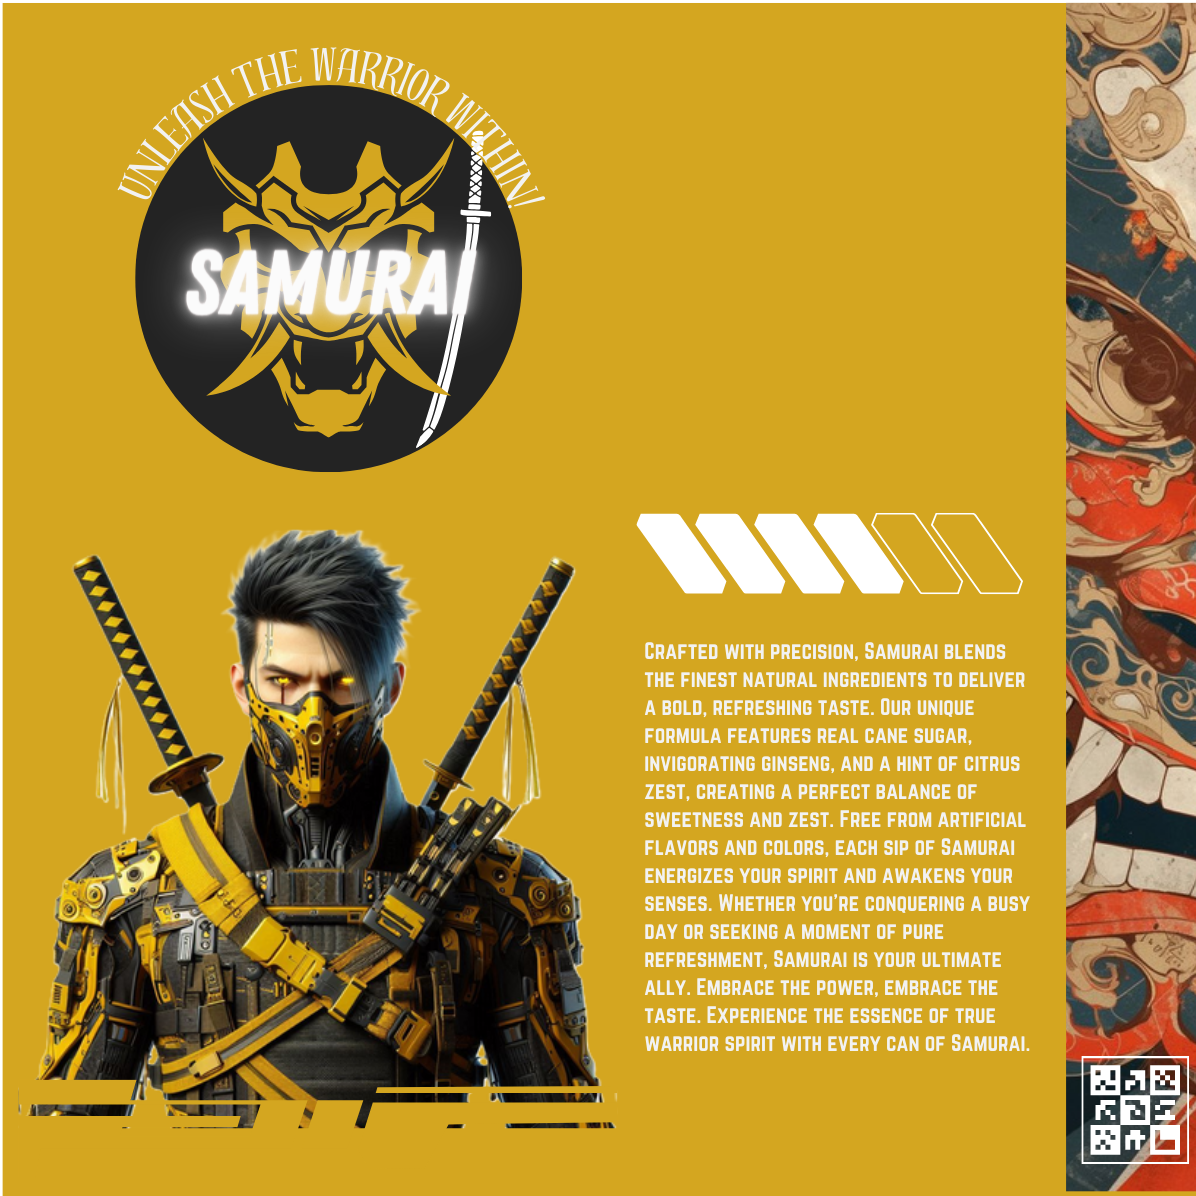 UNLEASH THE WARRIOR WITHIN!
SAMURAI
Crafted with precision, Samurai blends
the finest natural ingredients to deliver
a bold, refreshing taste. Our unique
formula features real cane sugar,
invigorating ginseng, and a hint of citrus
zest, creating a perfect balance of
sweetness and zest. Free from artificial
flavors and colors, each sip of Samurai
energizes your spirit and awakens your
senses. Whether you're conquering a busy
day or seeking a moment of pure
refreshment, Samurai is your ultimate
ally. Embrace the power, embrace the
taste. Experience the essence of true
warrior spirit with every can of Samurai.